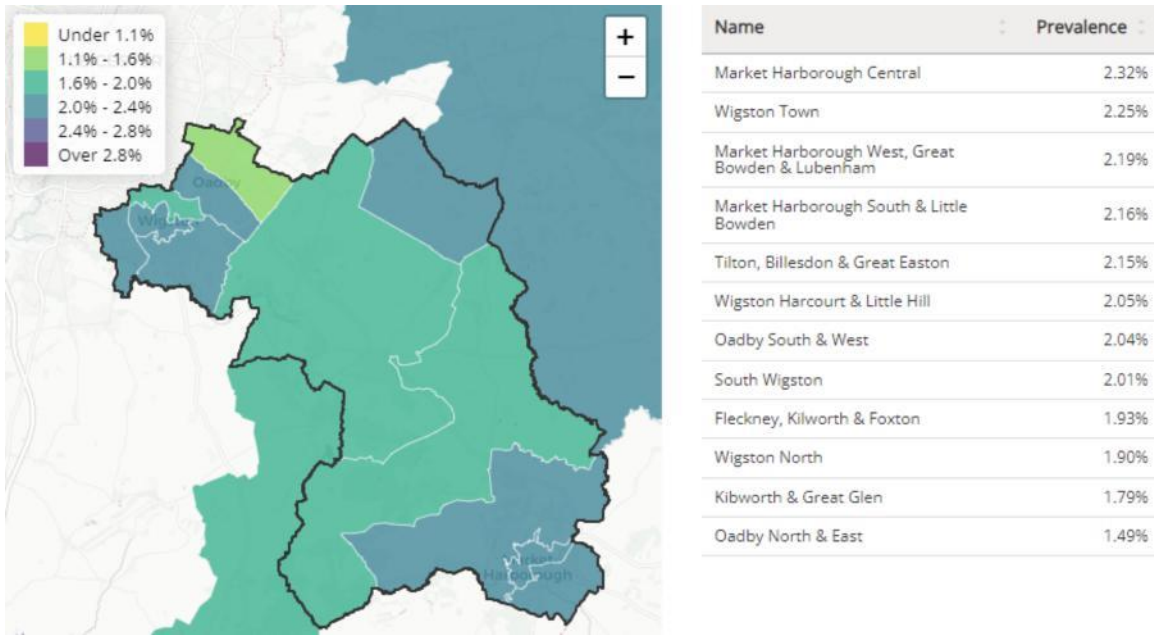 Under 1.1%
1.1% - 1.6%
1.6% - 2.0%
2.0% - 2.4%
2.4% - 2.8%
Over 2.8%
+
−
Oadby
Market
Harborough
Name Prevalence
Market Harborough Central 2.32%
Wigston Town 2.25%
Market Harborough West, Great
Bowden & Lubenham 2.19%
Market Harborough South & Little
Bowden 2.16%
Tilton, Billesdon & Great Easton 2.15%
Wigston Harcourt & Little Hill 2.05%
Oadby South & West 2.04%
South Wigston 2.01%
Fleckney, Kilworth & Foxton 1.93%
Wigston North 1.90%
Kibworth & Great Glen 1.79%
Oadby North & East 1.49%